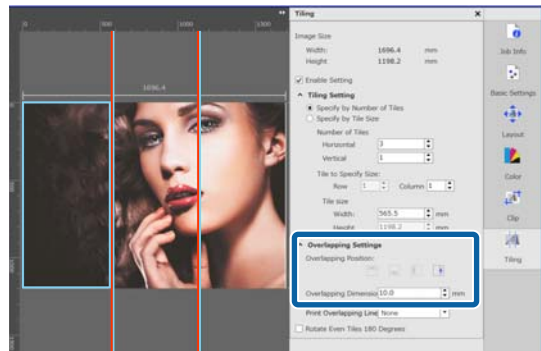 Tiling
0 500 1000 1500
Image Size
Width: 1696.4 mm
Height 1198.2 mm
Enable Setting
Tiling Setting
Specify by Number of Tiles
Specify by Tile Size
Number of Tiles
Horizontal 3
Vertical 1
Tile to Specify Size:
Row 1 Column 1
Tile size
Width: 565.5 mm
Height 1198.2 mm
Overlapping Settings
Overlapping Position:
Overlapping Dimensio 10.0 mm
Print Overlapping Line None
Rotate Even Tiles 180 Degrees
1696.4
Job Info
Basic Settings
Layout
Color
Clip
Tiling